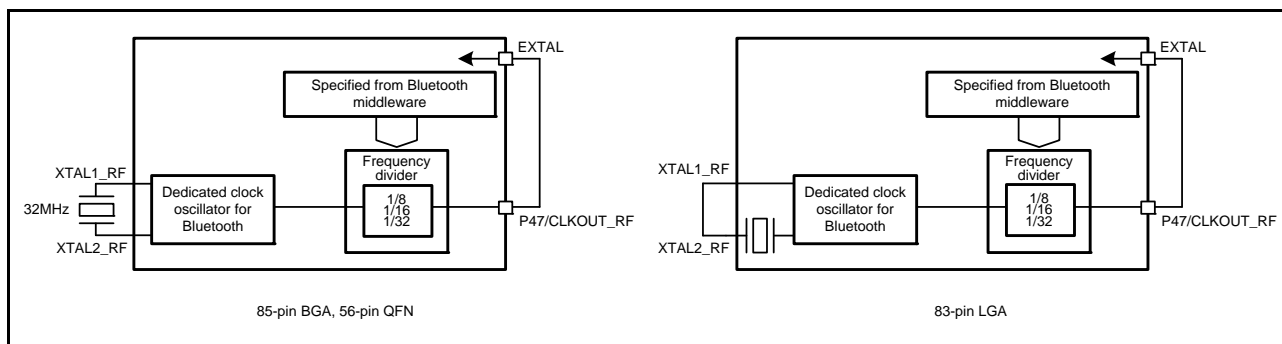 EXTAL
Specified from Bluetooth
middleware
XTAL1_RF
32MHz
XTAL2_RF
Dedicated clock
oscillator for
Bluetooth
Frequency
divider
1/8
1/16
1/32
P47/CLKOUT_RF
85-pin BGA, 56-pin QFN
EXTAL
Specified from Bluetooth
middleware
XTAL1_RF
XTAL2_RF
Dedicated clock
oscillator for
Bluetooth
Frequency
divider
1/8
1/16
1/32
P47/CLKOUT_RF
83-pin LGA